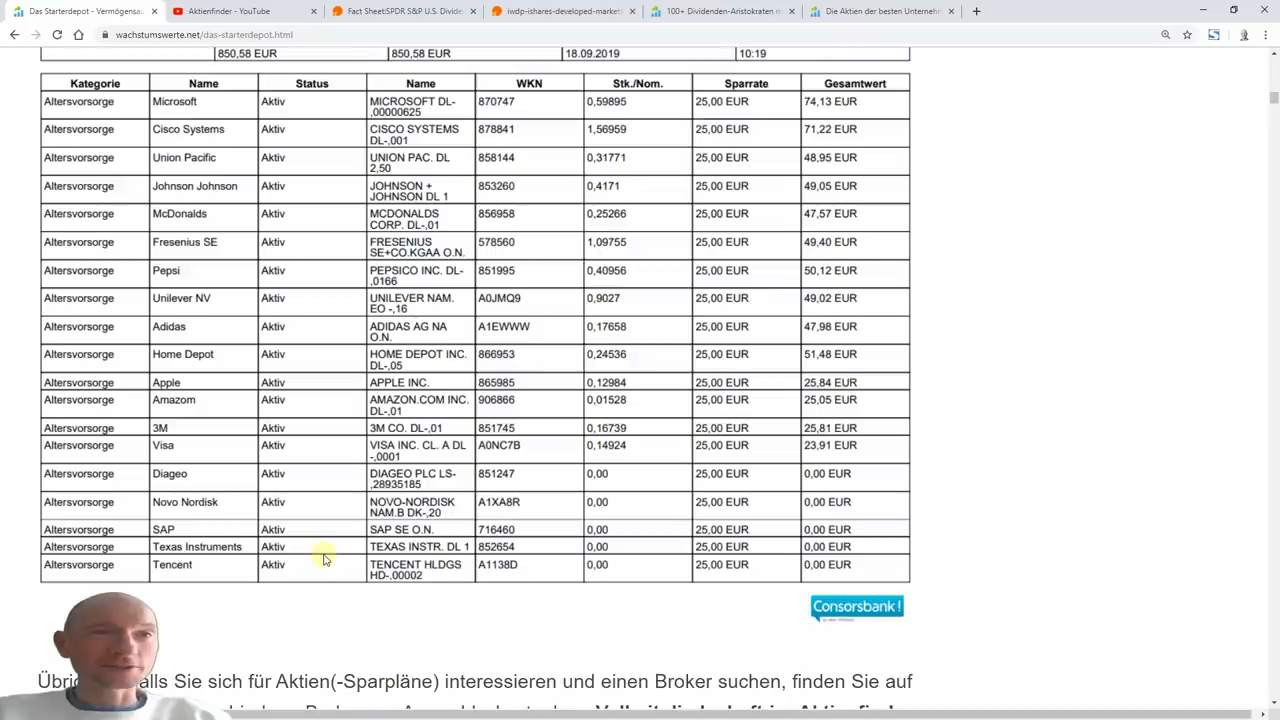 Das Starterdepot - Vermögensau
Aktienfinder - YouTube
Fact Sheet:SPDR S&P U.S. Divide
iwdp-ishares-developed-markets
100+ Dividenden-Aristokraten m
Die Aktien der besten Unterneh
wachstumswerte.net/das-starterdepot.html
850,58 EUR 850,58 EUR 18.09.2019 10:19
Kategorie Name Status Name WKN Stk./Nom. Sparrate Gesamtwert
Altersvorsorge Microsoft Aktiv MICROSOFT DL- 870747 0,59895 25,00 EUR 74,13 EUR
,00000625
Altersvorsorge Cisco Systems Aktiv CISCO SYSTEMS 878841 1,56959 25,00 EUR 71,22 EUR
DL-,001
Altersvorsorge Union Pacific Aktiv UNION PAC. DL 858144 0,31771 25,00 EUR 48,95 EUR
2,50
Altersvorsorge Johnson Johnson Aktiv JOHNSON + 853260 0,4171 25,00 EUR 49,05 EUR
JOHNSON DL 1
Altersvorsorge McDonalds Aktiv MCDONALDS 856958 0,25266 25,00 EUR 47,57 EUR
CORP. DL-,01
Altersvorsorge Fresenius SE Aktiv FRESENIUS 578560 1,09755 25,00 EUR 49,40 EUR
SE+CO.KGAA O.N.
Altersvorsorge Pepsi Aktiv PEPSICO INC. DL- 851995 0,40956 25,00 EUR 50,12 EUR
,0166
Altersvorsorge Unilever NV Aktiv UNILEVER NAM. A0JMQ9 0,9027 25,00 EUR 49,02 EUR
EO -,16
Altersvorsorge Adidas Aktiv ADIDAS AG NA A1EWWW 0,17658 25,00 EUR 47,98 EUR
O.N.
Altersvorsorge Home Depot Aktiv HOME DEPOT INC. 866953 0,24536 25,00 EUR 51,48 EUR
DL-,05
Altersvorsorge Apple Aktiv APPLE INC. 865985 0,12984 25,00 EUR 25,84 EUR
Altersvorsorge Amazom Aktiv AMAZON.COM INC. 906866 0,01528 25,00 EUR 25,05 EUR
DL-,01
Altersvorsorge 3M Aktiv 3M CO. DL-,01 851745 0,16739 25,00 EUR 25,81 EUR
Altersvorsorge Visa Aktiv VISA INC. CL. A DL A0NC7B 0,14924 25,00 EUR 23,91 EUR
-,0001
Altersvorsorge Diageo Aktiv DIAGEO PLC LS- 851247 0,00 25,00 EUR 0,00 EUR
,28935185
Altersvorsorge Novo Nordisk Aktiv NOVO-NORDISK A1XA8R 0,00 25,00 EUR 0,00 EUR
NAM.B DK-,20
Altersvorsorge SAP Aktiv SAP SE O.N. 716460 0,00 25,00 EUR 0,00 EUR
Altersvorsorge Texas Instruments Aktiv TEXAS INSTR. DL 1 852654 0,00 25,00 EUR 0,00 EUR
Altersvorsorge Tencent Aktiv TENCENT HLDGS A1138D 0,00 25,00 EUR 0,00 EUR
HD-,00002
Consorsbank!
alls Sie sich für Aktien(-Sparpläne) interessieren und einen Broker suchen, finden Sie auf